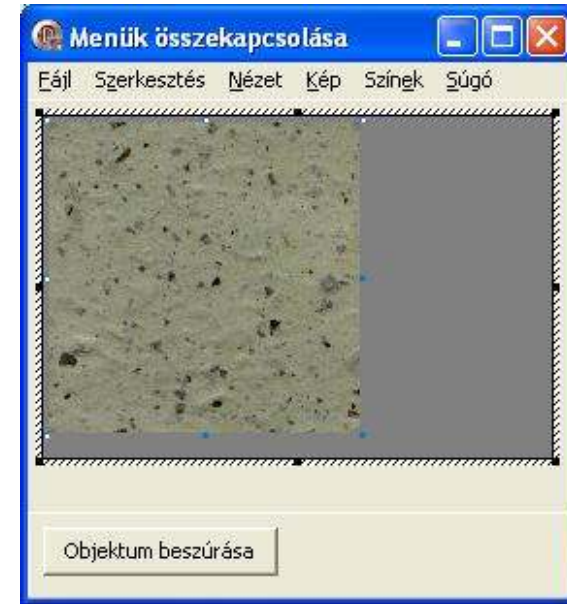 Menük összekapcsolása
Fájl Szerkesztés Nézet Kép Színek Súgó
Objektum beszúrása